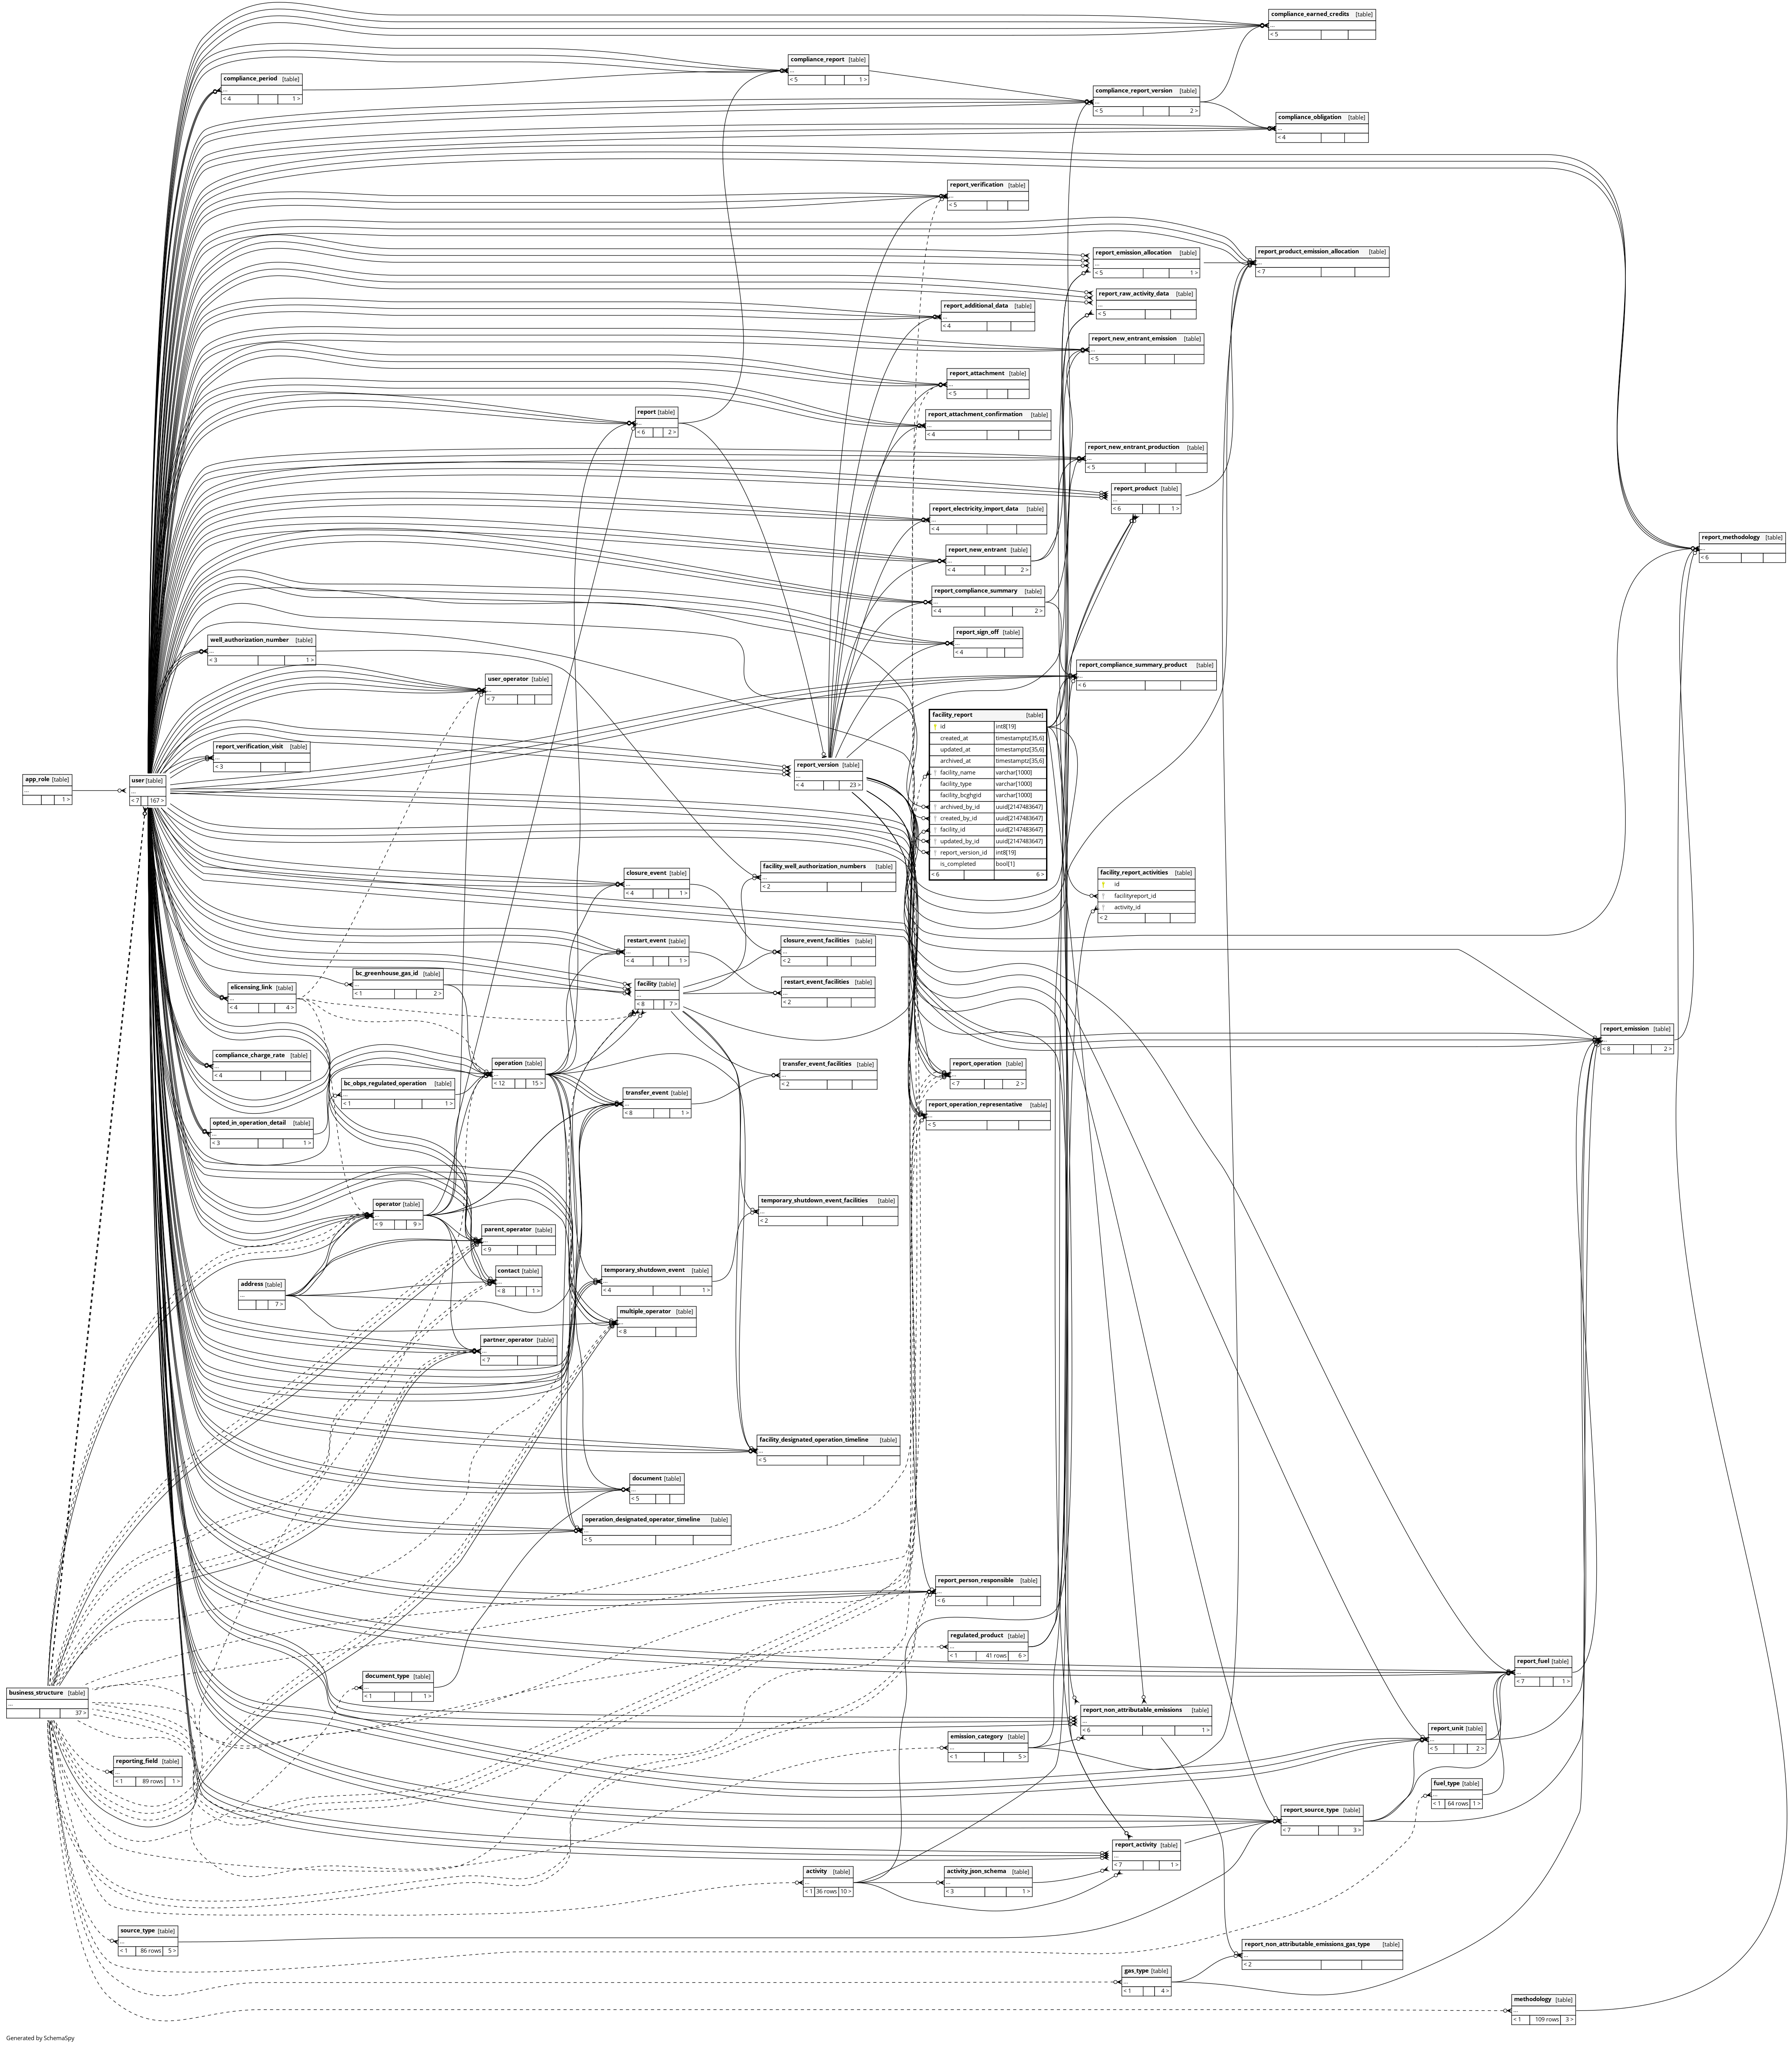 compliance_earned_credits [table]
...
< 5
compliance_report [table]
...
< 5 1 >
compliance_period [table]
...
< 4 1 >
compliance_report_version [table]
...
< 5 2 >
compliance_obligation [table]
...
< 4
report_verification [table]
...
< 5
report_emission_allocation [table]
...
< 5 1 >
report_product_emission_allocation [table]
...
< 7
report_raw_activity_data [table]
...
< 5
report_additional_data [table]
...
< 4
report_new_entrant_emission [table]
...
< 5
report_attachment [table]
...
< 5
report [table]
...
< 6 2 >
report_attachment_confirmation [table]
...
< 4
report_new_entrant_production [table]
...
< 5
report_product [table]
...
< 6 1 >
report_electricity_import_data [table]
...
< 4
report_methodology [table]
...
< 6
report_new_entrant [table]
...
< 4 2 >
report_compliance_summary [table]
...
< 4 2 >
report_sign_off [table]
...
< 4
well_authorization_number [table]
...
< 3 1 >
report_compliance_summary_product [table]
...
< 6
user_operator [table]
...
< 7
facility_report [table]
id int8[19]
created_at timestamptz[35,6]
updated_at timestamptz[35,6]
archived_at timestamptz[35,6]
facility_name varchar[1000]
facility_type varchar[1000]
facility_bcghgid varchar[1000]
archived_by_id uuid[2147483647]
created_by_id uuid[2147483647]
facility_id uuid[2147483647]
updated_by_id uuid[2147483647]
report_version_id int8[19]
is_completed bool[1]
< 6 6 >
report_verification_visit [table]
...
< 3
report_version [table]
...
< 4 23 >
app_role [table]
...
1 >
user [table]
...
< 7 167 >
facility_well_authorization_numbers [table]
...
< 2
closure_event [table]
...
< 4 1 >
facility_report_activities [table]
id
facilityreport_id
activity_id
< 2
restart_event [table]
...
< 4 1 >
closure_event_facilities [table]
...
< 2
bc_greenhouse_gas_id [table]
...
< 1 2 >
elicensing_link [table]
...
< 4 4 >
facility [table]
...
< 8 7 >
restart_event_facilities [table]
...
< 2
report_emission [table]
...
< 8 2 >
compliance_charge_rate [table]
...
< 4
operation [table]
...
< 12 15 >
transfer_event_facilities [table]
...
< 2
report_operation [table]
...
< 7 2 >
bc_obps_regulated_operation [table]
...
< 1 1 >
transfer_event [table]
...
< 8 1 >
report_operation_representative [table]
...
< 5
opted_in_operation_detail [table]
...
< 3 1 >
operator [table]
...
< 9 9 >
temporary_shutdown_event_facilities [table]
...
< 2
parent_operator [table]
...
< 9
contact [table]
...
< 8 1 >
temporary_shutdown_event [table]
...
< 4 1 >
address [table]
...
7 >
multiple_operator [table]
...
< 8
partner_operator [table]
...
< 7
facility_designated_operation_timeline [table]
...
< 5
document [table]
...
< 5
operation_designated_operator_timeline [table]
...
< 5
report_person_responsible [table]
...
< 6
regulated_product [table]
...
< 1 41 rows 6 >
report_fuel [table]
...
< 7 1 >
document_type [table]
...
< 1 1 >
business_structure [table]
...
37 >
report_non_attributable_emissions [table]
...
< 6 1 >
report_unit [table]
...
< 5 2 >
emission_category [table]
...
< 1 5 >
reporting_field [table]
...
< 1 89 rows 1 >
fuel_type [table]
...
< 1 64 rows 1 >
report_source_type [table]
...
< 7 3 >
report_activity [table]
...
< 7 1 >
activity [table]
...
< 1 36 rows 10 >
activity_json_schema [table]
...
< 3 1 >
source_type [table]
...
< 1 86 rows 5 >
report_non_attributable_emissions_gas_type [table]
...
< 2
gas_type [table]
...
< 1 4 >
methodology [table]
...
< 1 109 rows 3 >
Generated by SchemaSpy